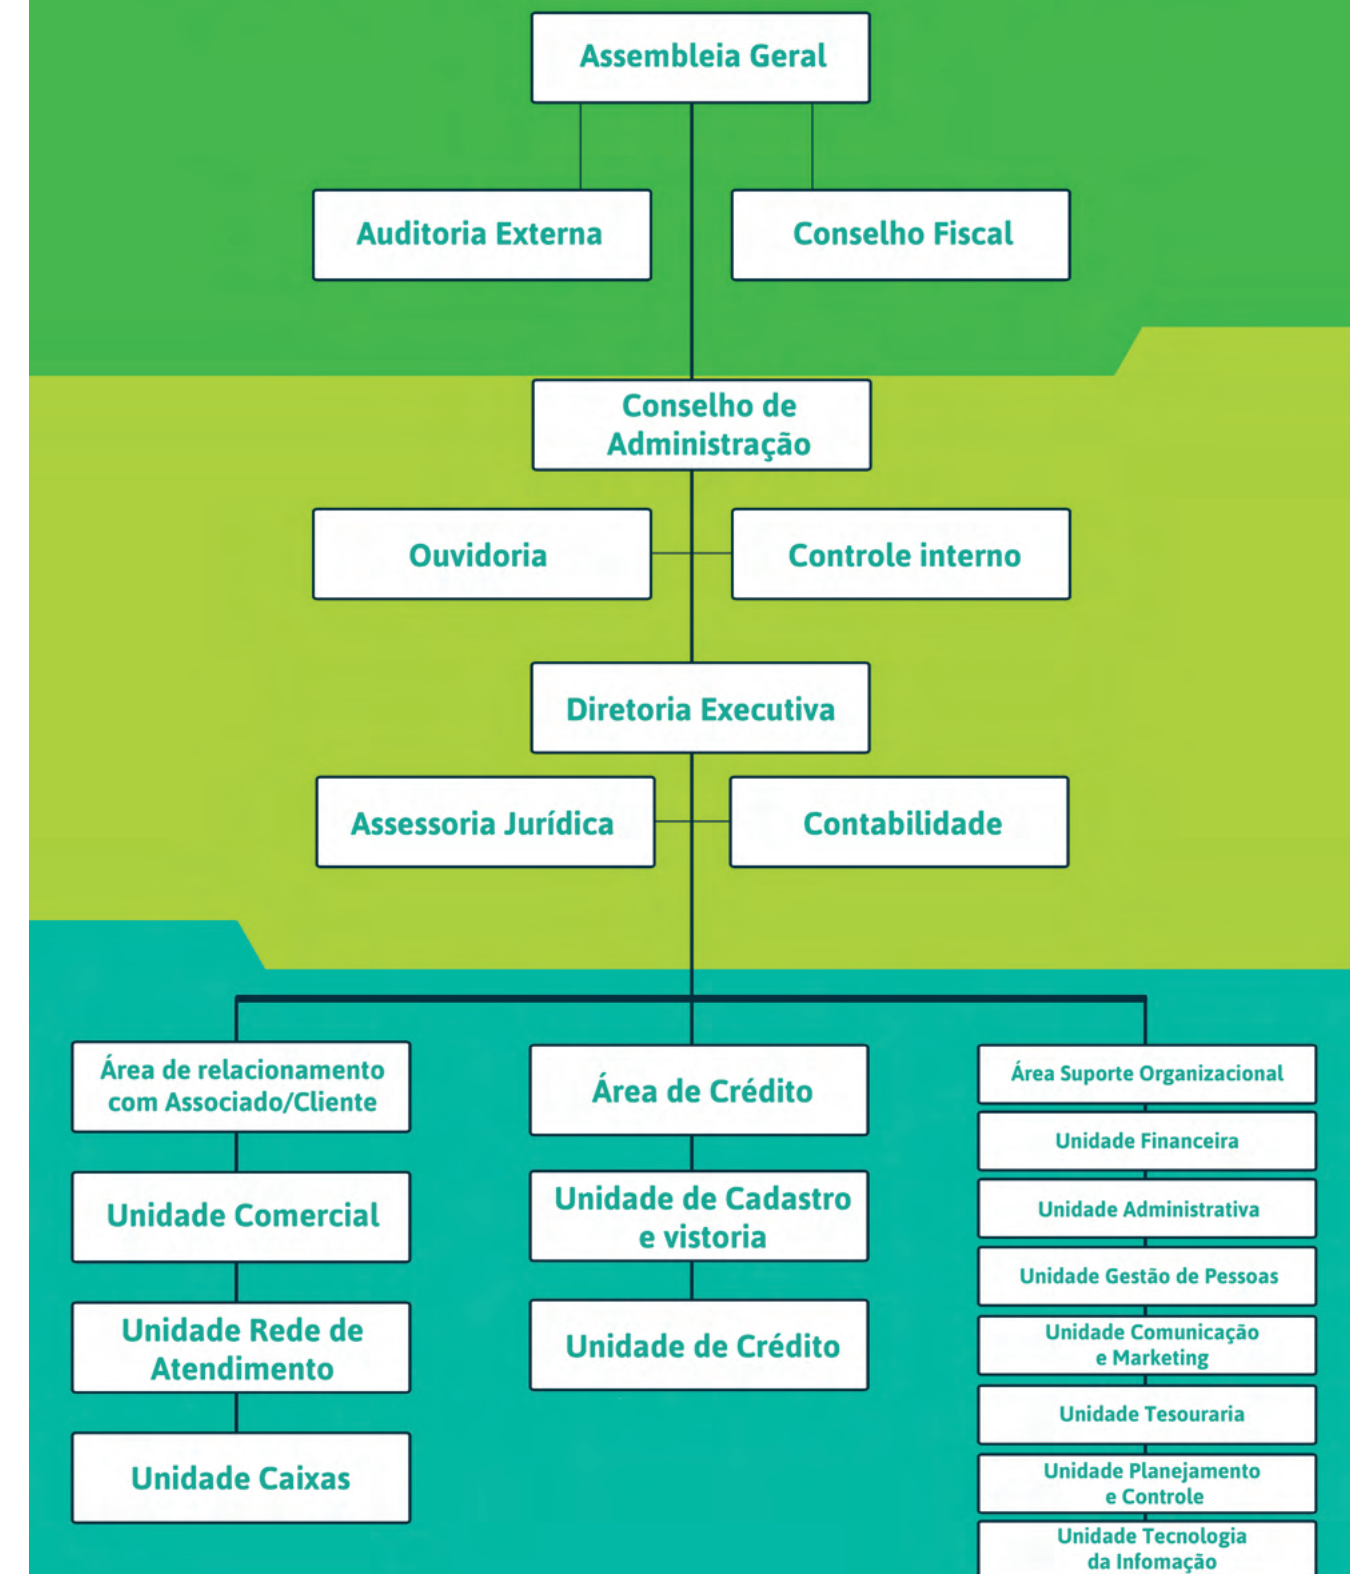 Assembleia Geral
Auditoria Externa
Conselho Fiscal
Conselho de
Administração
Ouvidoria
Controle interno
Diretoria Executiva
Assessoria Jurídica
Contabilidade
Área de relacionamento
com Associado/Cliente
Unidade Comercial
Unidade Rede de
Atendimento
Unidade Caixas
Área de Crédito
Unidade de Cadastro
e vistoria
Unidade de Crédito
Área Suporte Organizacional
Unidade Financeira
Unidade Administrativa
Unidade Gestão de Pessoas
Unidade Comunicação
e Marketing
Unidade Tesouraria
Unidade Planejamento
e Controle
Unidade Tecnologia
da Infomação